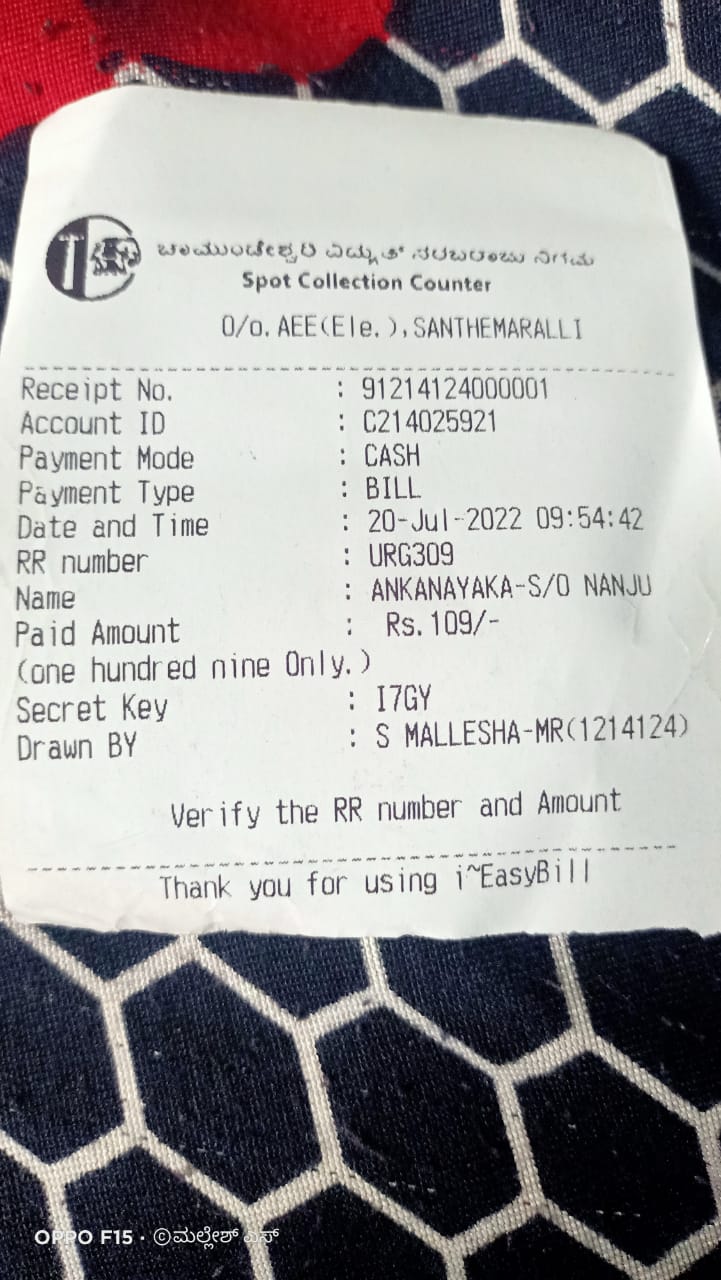 ಚಾಮುಂಡೇಶ್ವರಿ ವಿದ್ಯುತ್ ಸರಬರಾಜು ನಿಗಮ
Spot Collection Counter
O/o. AEE(Ele.), SANTHEMARALLI
Receipt No. : 91214124000001
Account ID : C214025921
Payment Mode : CASH
Payment Type : BILL
Date and Time : 20-Jul-2022 09:54:42
RR number : URG309
Name : ANKANAYAKA-S/O NANJU
Paid Amount : Rs.109/-
(one hundred nine Only.)
Secret Key : I7GY
Drawn BY : S MALLESHA-MR(1214124)
Verify the RR number and Amount
Thank you for using i~EasyBill
OPPO F15 · ©ಮಲ್ಲೇಶ್ ಎಸ್